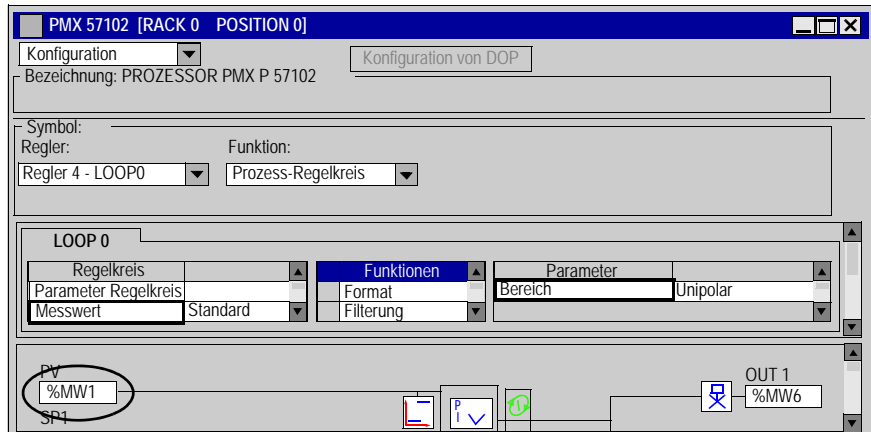 PMX 57102 [RACK 0 POSITION 0]
Konfiguration
Konfiguration von DOP
Bezeichnung: PROZESSOR PMX P 57102
Symbol:
Regler: Funktion:
Regler 4 - LOOP0 Prozess-Regelkreis
LOOP 0
Regelkreis Funktionen Parameter
Parameter Regelkreis Format Bereich Unipolar
Messwert Standard Filterung
PV OUT 1
%MW1 %MW6
SP1
P
I